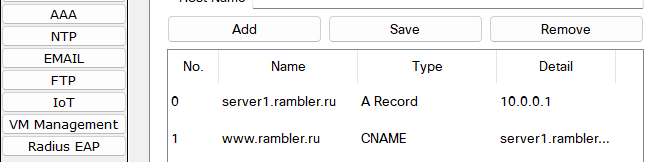 Host Name
AAA
NTP
EMAIL
FTP
IoT
VM Management
Radius EAP
Add Save Remove
No. Name Type Detail
0 server1.rambler.ru A Record 10.0.0.1
1 www.rambler.ru CNAME server1.rambler...